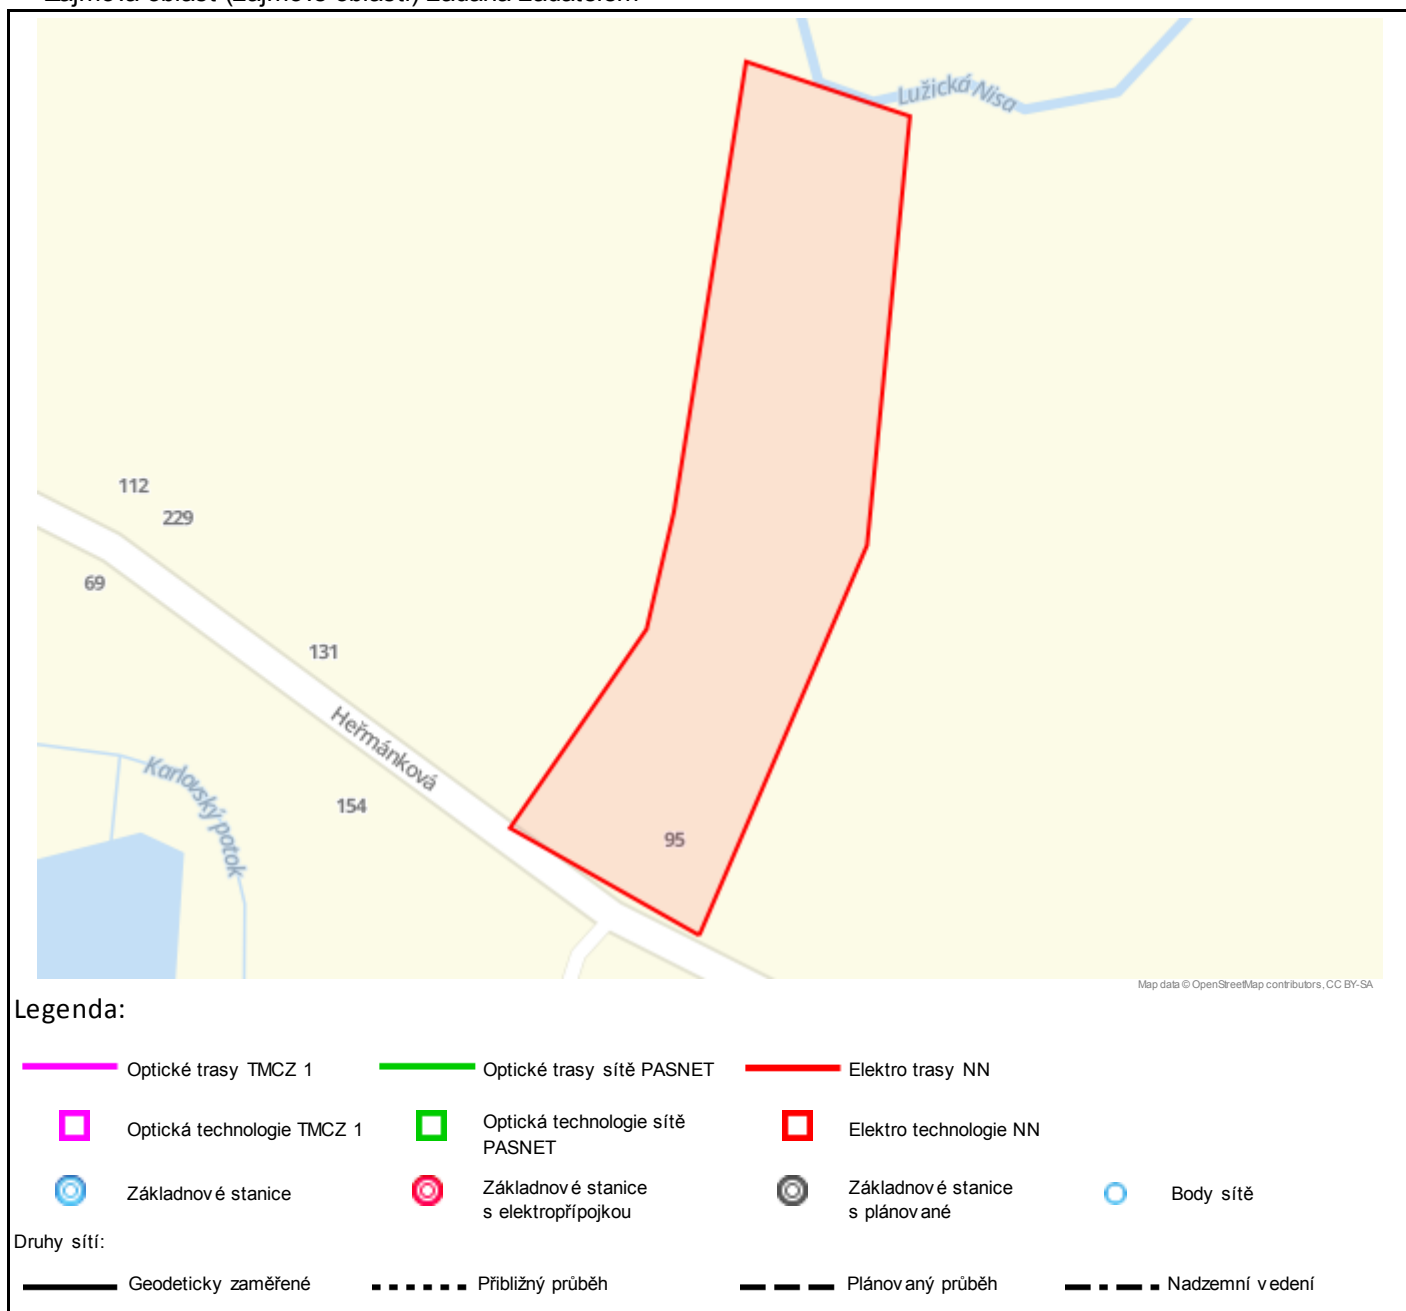 Lužická Nisa
112
229
69
131
Heřmánková
Karlovský potok
154
95
Map data © OpenStreetMap contributors, CC BY-SA
Legenda:
Optické trasy TMCZ 1
Optické trasy sítě PASNET
Elektro trasy NN
Optická technologie TMCZ 1
Optická technologie sítě
PASNET
Elektro technologie NN
Základnové stanice
Základnové stanice
s elektropřípojkou
Základnové stanice
s plánované
Body sítě
Druhy sítí:
Geodeticky zaměřené
Přibližný průběh
Plánovaný průběh
Nadzemní vedení